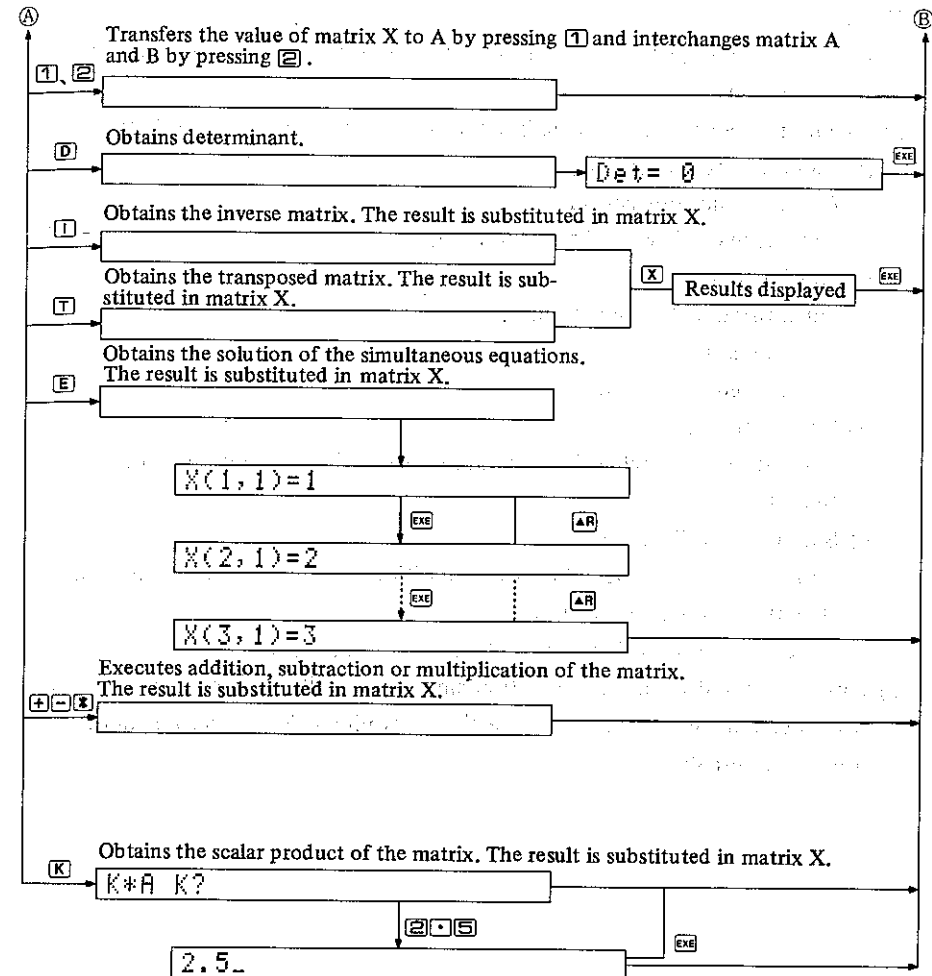 Ⓐ Ⓑ
Transfers the value of matrix X to A by pressing 1 and interchanges matrix A
and B by pressing 2 .
1、2
Obtains determinant.
D
Det= 0
EXE
Obtains the inverse matrix. The result is substituted in matrix X.
I
Obtains the transposed matrix. The result is sub-
stituted in matrix X.
T
X
Results displayed
EXE
Obtains the solution of the simultaneous equations.
The result is substituted in matrix X.
E
X(1,1)=1
EXE ▲R
X(2,1)=2
EXE ▲R
X(3,1)=3
Executes addition, subtraction or multiplication of the matrix.
The result is substituted in matrix X.
+ - *
Obtains the scalar product of the matrix. The result is substituted in matrix X.
K
K*A K?
2 · 5
EXE
2.5_